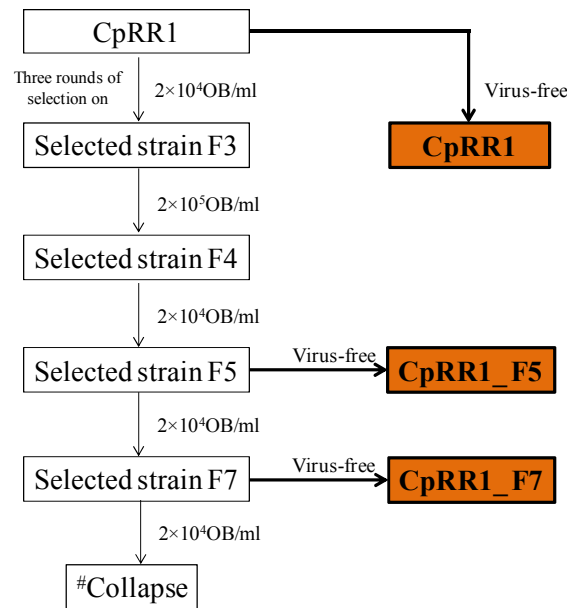 CpRR1
Three rounds of
selection on
2×10⁴OB/ml
Virus-free
Selected strain F3
CpRR1
2×10⁵OB/ml
Selected strain F4
2×10⁴OB/ml
Selected strain F5
Virus-free
CpRR1_F5
2×10⁴OB/ml
Selected strain F7
Virus-free
CpRR1_F7
2×10⁴OB/ml
#Collapse